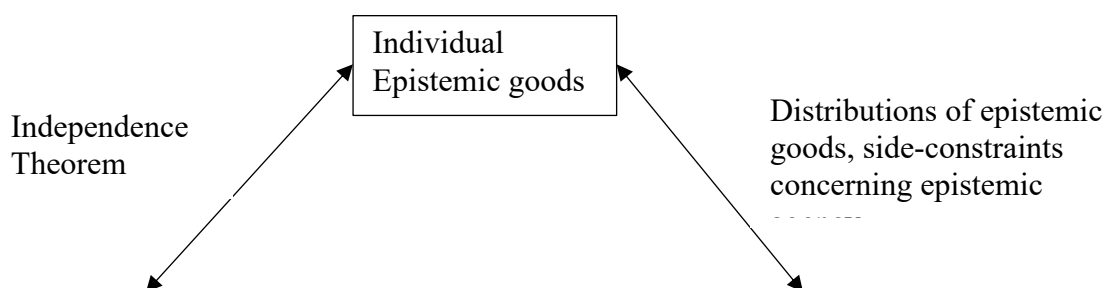 Individual
Epistemic goods
Independence
Theorem
Distributions of epistemic
goods, side-constraints
concerning epistemic